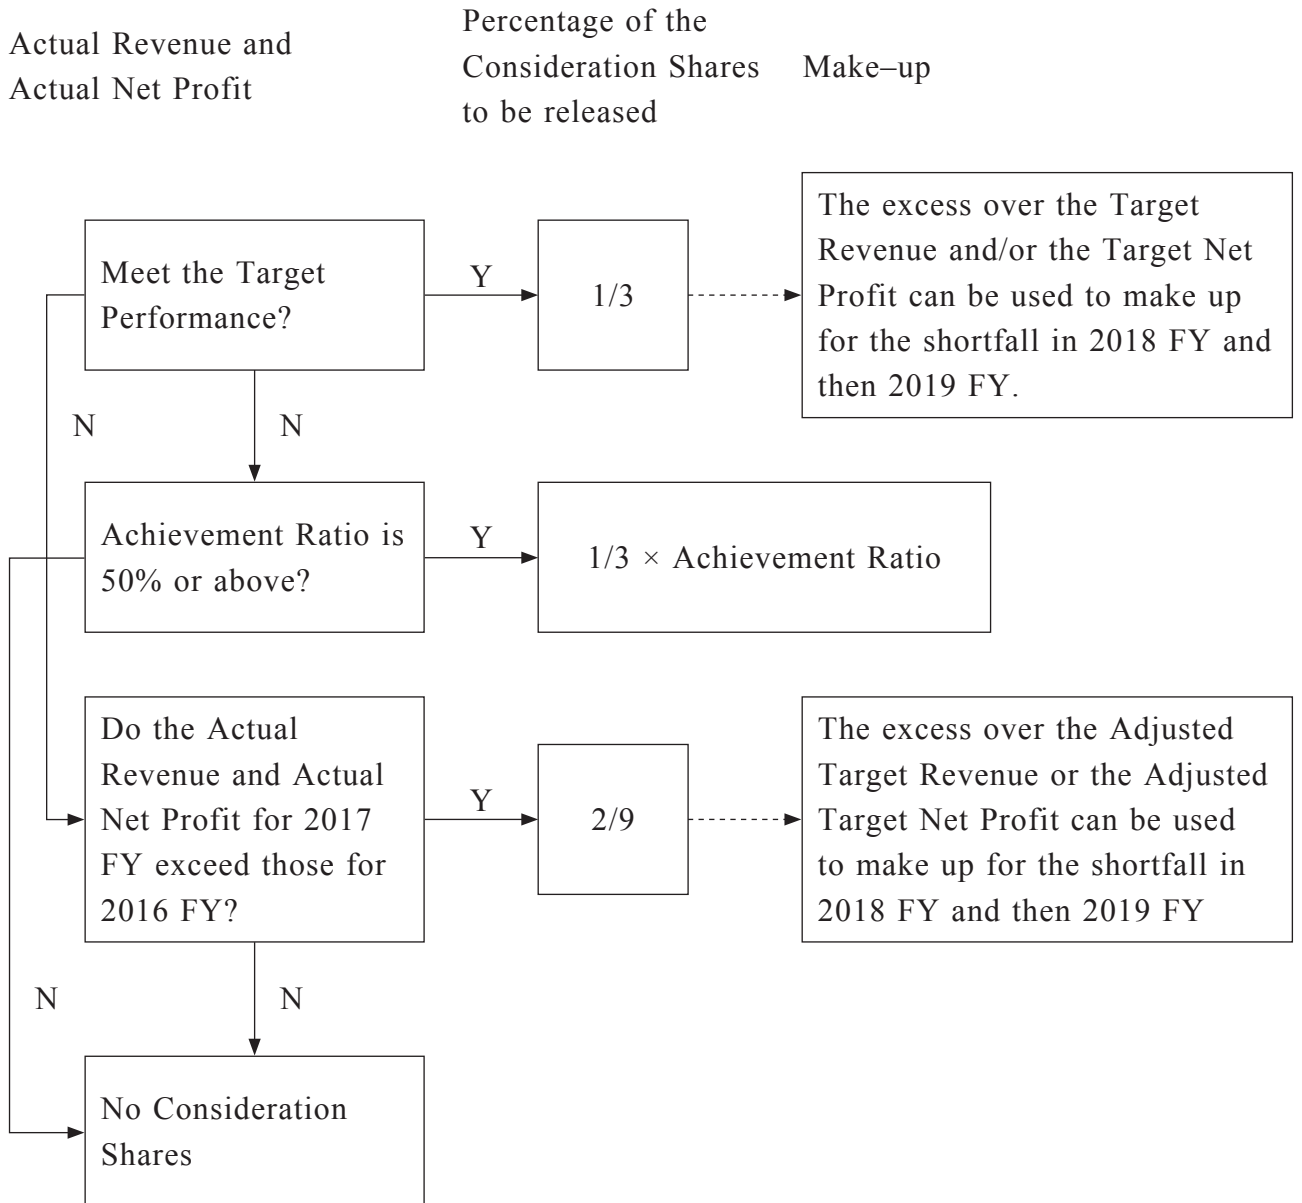 Actual Revenue and
Actual Net Profit
Percentage of the
Consideration Shares
to be released
Make–up
Meet the Target
Performance?
Y
1/3
The excess over the Target
Revenue and/or the Target Net
Profit can be used to make up
for the shortfall in 2018 FY and
then 2019 FY.
N
N
Achievement Ratio is
50% or above?
Y
1/3 × Achievement Ratio
Do the Actual
Revenue and Actual
Net Profit for 2017
FY exceed those for
2016 FY?
Y
2/9
The excess over the Adjusted
Target Revenue or the Adjusted
Target Net Profit can be used
to make up for the shortfall in
2018 FY and then 2019 FY
N
N
No Consideration
Shares